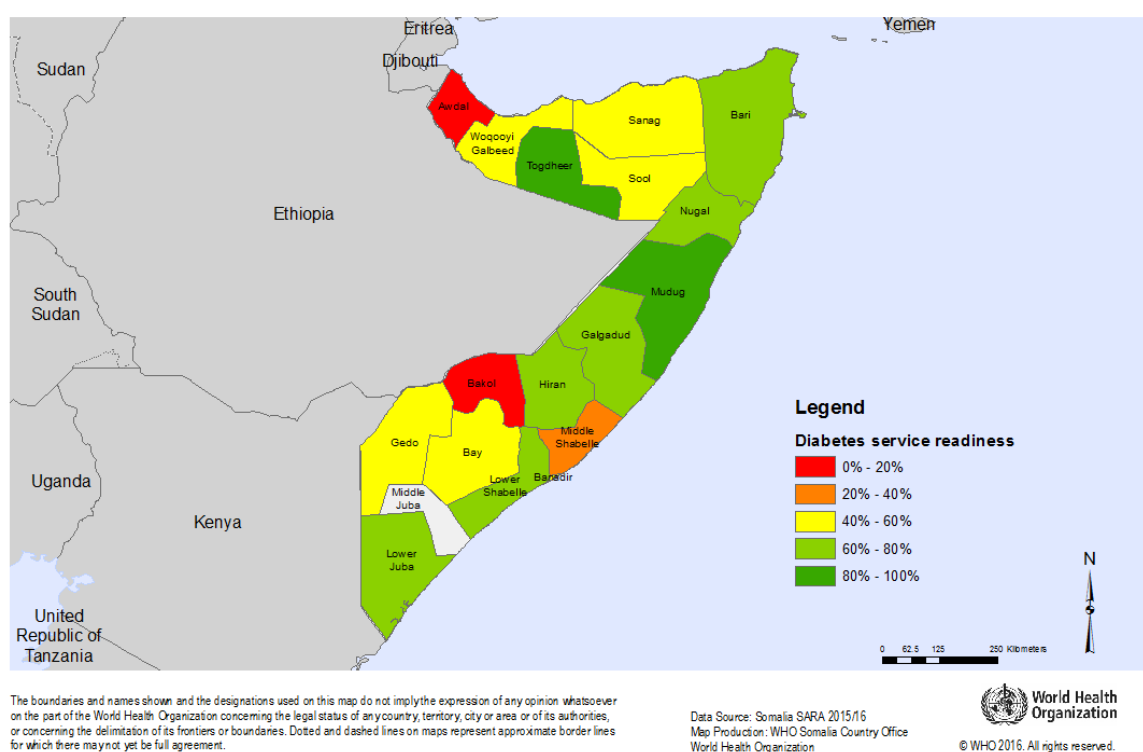 Eritrea
Yemen
Djibouti
Sudan
Awdal
Woqooyi
Galbeed
Togdheer
Sanag
Bari
Sool
Nugal
Ethiopia
South
Sudan
Mudug
Galgadud
Bakol
Hiran
Gedo
Bay
Middle
Shabelle
Lower
Shabelle
Banadir
Middle
Juba
Uganda
Kenya
Lower
Juba
United
Republic of
Tanzania
Legend
Diabetes service readiness
0% - 20%
20% - 40%
40% - 60%
60% - 80%
80% - 100%
N
0 62.5 125 250 Kilometers
The boundaries and names shown and the designations used on this map do not imply the expression of any opinion whatsoever
on the part of the World Health Organization concerning the legal status of any country, territory, city or area or of its authorities,
or concerning the delimitation of its frontiers or boundaries. Dotted and dashed lines on maps represent approximate border lines
for which there may not yet be full agreement.
Data Source: Somalia SARA 2015/16
Map Production: WHO Somalia Country Office
World Health Organization
World Health
Organization
© WHO 2016. All rights reserved.